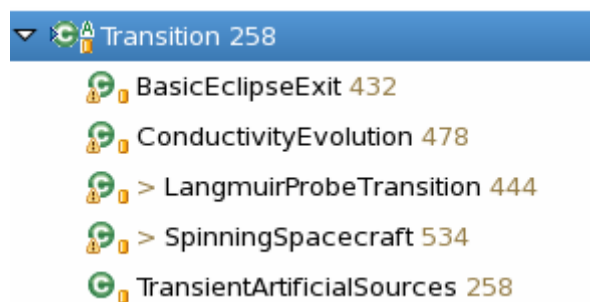 Transition 258
BasicEclipseExit 432
ConductivityEvolution 478
> LangmuirProbeTransition 444
> SpinningSpacecraft 534
TransientArtificialSources 258